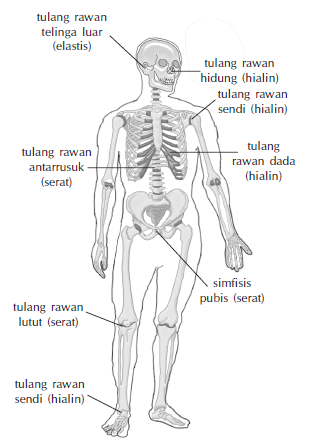 tulang rawan
telinga luar
(elastis)
tulang rawan
hidung (hialin)
tulang rawan
sendi (hialin)
tulang rawan
antarrusuk
(serat)
tulang
rawan dada
(hialin)
simfisis
pubis (serat)
tulang rawan
lutut (serat)
tulang rawan
sendi (hialin)